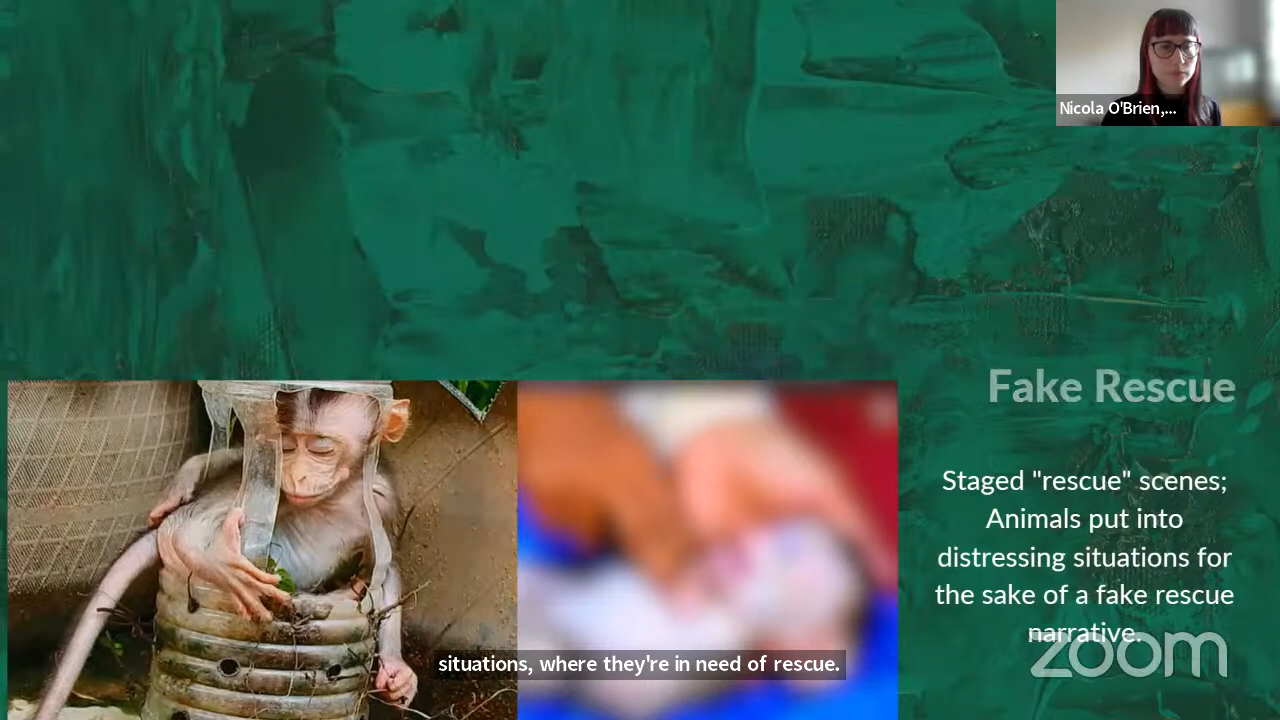 Nicola O'Brien,...
Fake Rescue
Staged "rescue" scenes;
Animals put into
distressing situations for
the sake of a fake rescue
narrative.
zoom
situations, where they're in need of rescue.